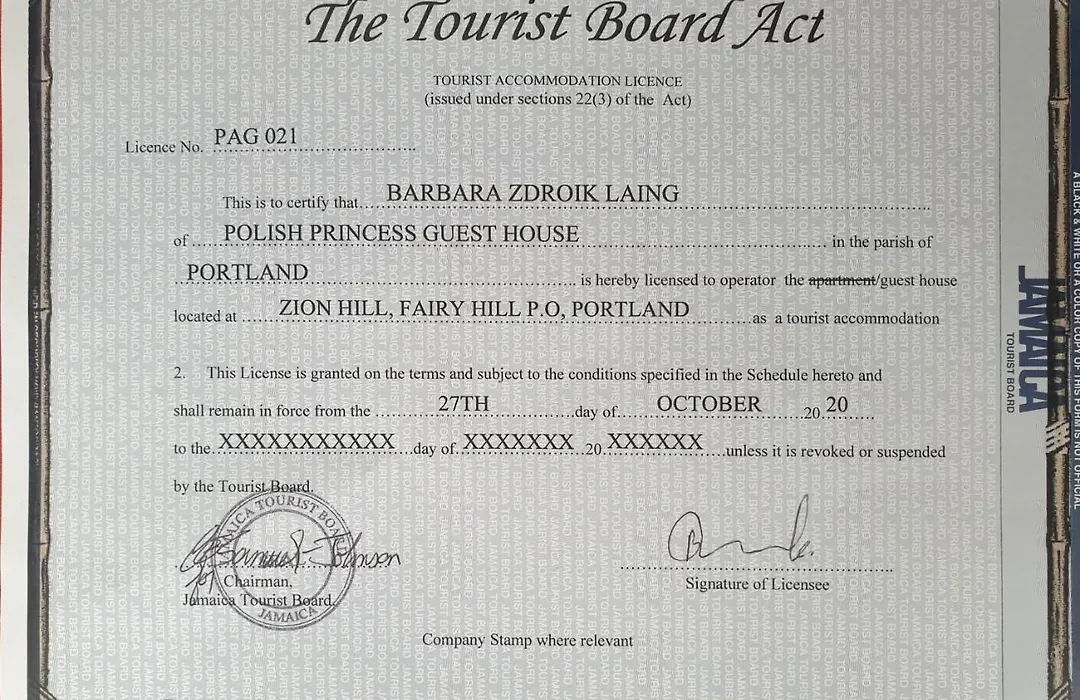 The Tourist Board Act
TOURIST ACCOMMODATION LICENCE
(issued under sections 22(3) of the Act)
Licence No. PAG 021
This is to certify that BARBARA ZDROIK LAING
of POLISH PRINCESS GUEST HOUSE in the parish of
PORTLAND is hereby licensed to operator the apartment/guest house
located at ZION HILL, FAIRY HILL P.O, PORTLAND as a tourist accommodation
2. This License is granted on the terms and subject to the conditions specified in the Schedule hereto and
shall remain in force from the 27TH day of OCTOBER 20 20
to the XXXXXXXXXXX day of XXXXXXX 20 XXXXXX unless it is revoked or suspended
by the Tourist Board.
JAMAICA TOURIST BOARD
JAMAICA
Chairman,
Jamaica Tourist Board
Signature of Licensee
Company Stamp where relevant
JAMAICA
TOURIST BOARD
A BLACK & WHITE OR A COLOR COPY OF THIS FORM IS NOT OFFICIAL